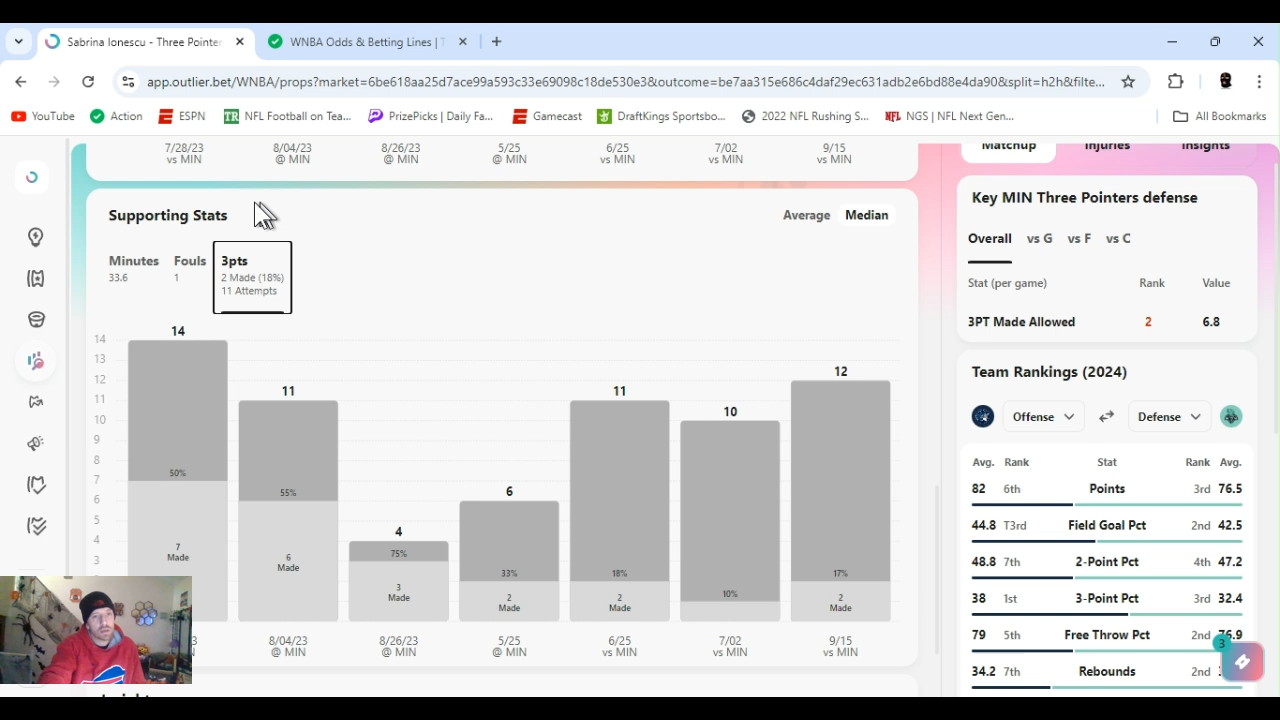 Sabrina Ionescu - Three Pointer
WNBA Odds & Betting Lines | T
app.outlier.bet/WNBA/props?market=6be618aa25d7ace99a593c33e69098c18de530e3&outcome=be7aa315e686c4daf29ec631adb2e6bd88e4da90&split=h2h&filte...
YouTube Action ESPN NFL Football on Tea... PrizePicks | Daily Fa... Gamecast DraftKings Sportsbo... 2022 NFL Rushing S... NGS | NFL Next Gen... All Bookmarks
7/28/23 8/04/23 8/26/23 5/25 6/25 7/02 9/15
vs MIN @ MIN @ MIN @ MIN vs MIN vs MIN vs MIN
Supporting Stats
Average Median
Minutes Fouls 3pts
33.6 1 2 Made (18%)
11 Attempts
14
13
12
11
10
9
8
7
6
5
4
3
14
50%
7
Made
11
55%
6
Made
4
75%
3
Made
6
33%
2
Made
11
18%
2
Made
10
10%
12
17%
2
Made
3 8/04/23 8/26/23 5/25 6/25 7/02 9/15
@ MIN @ MIN @ MIN vs MIN vs MIN vs MIN
Matchup Injuries Insights
Key MIN Three Pointers defense
Overall vs G vs F vs C
Stat (per game) Rank Value
3PT Made Allowed 2 6.8
Team Rankings (2024)
Offense Defense
Avg. Rank Stat Rank Avg.
82 6th Points 3rd 76.5
44.8 T3rd Field Goal Pct 2nd 42.5
48.8 7th 2-Point Pct 4th 47.2
38 1st 3-Point Pct 3rd 32.4
79 5th Free Throw Pct 2nd 76.9
3
34.2 7th Rebounds 2nd